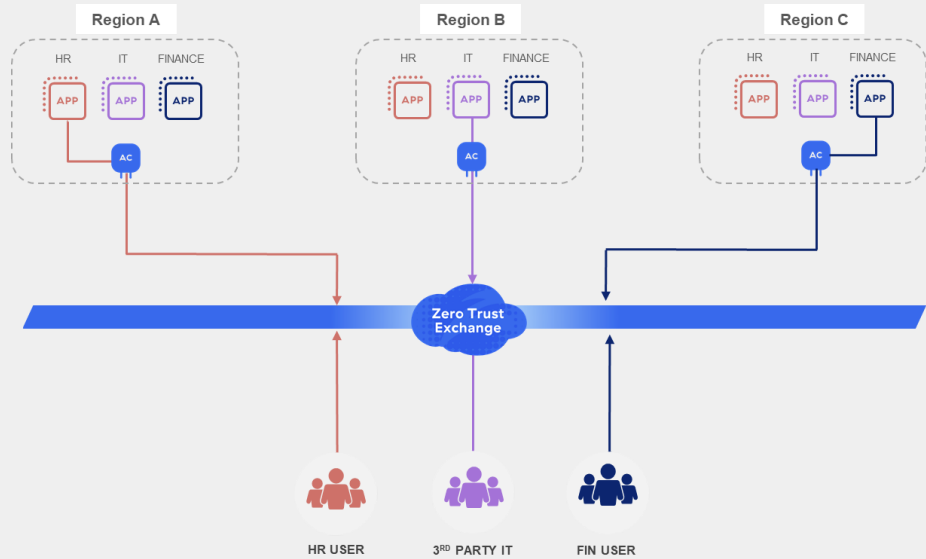 Region A
Region B
Region C
HR IT FINANCE
HR IT FINANCE
HR IT FINANCE
APP APP APP
APP APP APP
APP APP APP
AC
AC
AC
Zero Trust
Exchange
HR USER
3RD PARTY IT
FIN USER